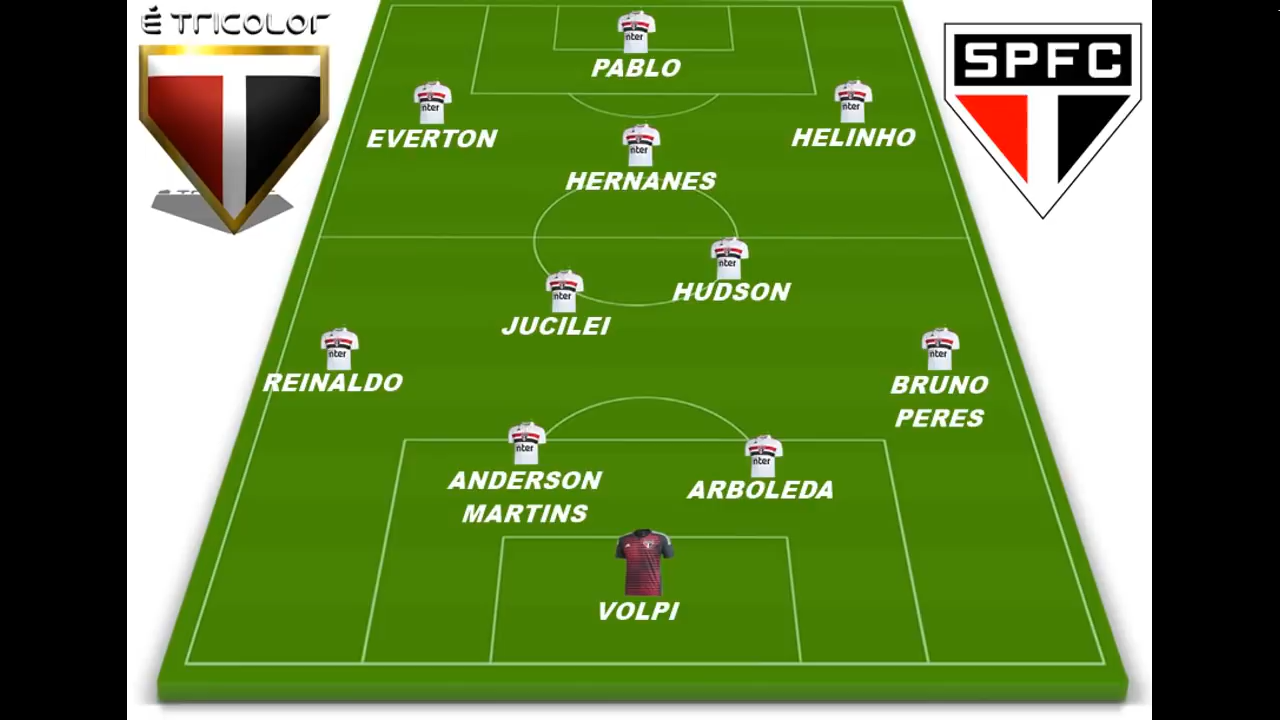 É TRICOLOR
SPFC
PABLO
EVERTON
HELINHO
HERNANES
HUDSON
JUCILEI
REINALDO
BRUNO
PERES
ANDERSON
MARTINS
ARBOLEDA
VOLPI